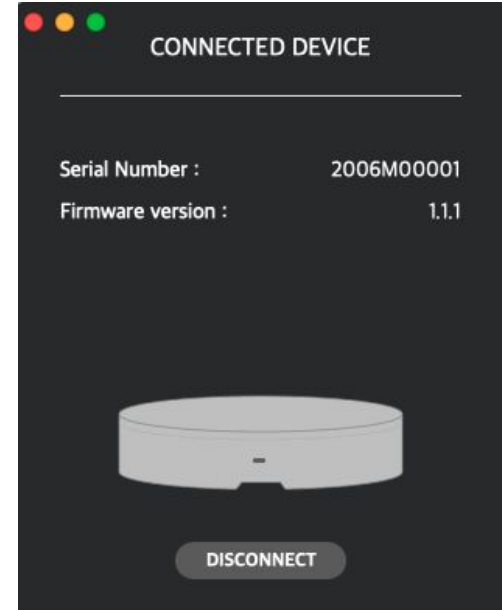 CONNECTED DEVICE
Serial Number : 2006M00001
Firmware version : 1.1.1
DISCONNECT